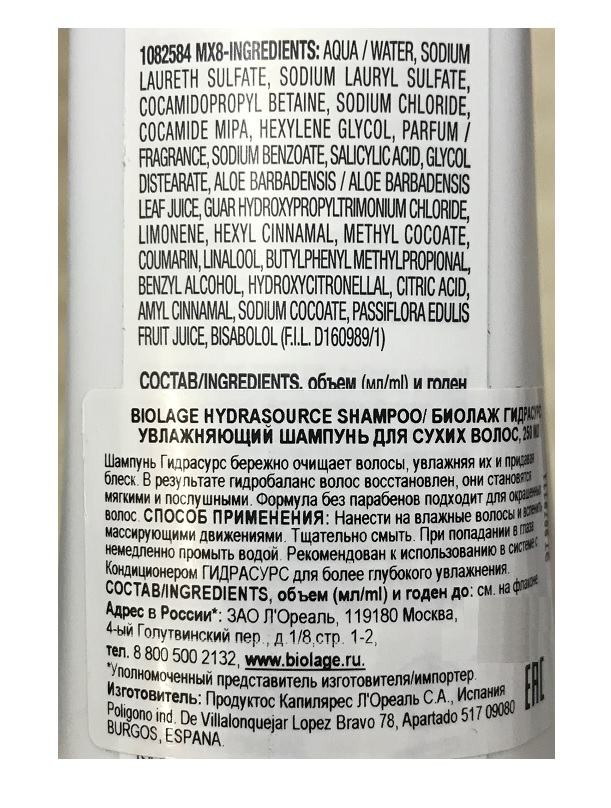 1082584 MX8-INGREDIENTS: AQUA / WATER, SODIUM
LAURETH SULFATE, SODIUM LAURYL SULFATE,
COCAMIDOPROPYL BETAINE, SODIUM CHLORIDE,
COCAMIDE MIPA, HEXYLENE GLYCOL, PARFUM /
FRAGRANCE, SODIUM BENZOATE, SALICYLIC ACID, GLYCOL
DISTEARATE, ALOE BARBADENSIS / ALOE BARBADENSIS
LEAF JUICE, GUAR HYDROXYPROPYLTRIMONIUM CHLORIDE,
LIMONENE, HEXYL CINNAMAL, METHYL COCOATE,
COUMARIN, LINALOOL, BUTYLPHENYL METHYLPROPIONAL,
BENZYL ALCOHOL, HYDROXYCITRONELLAL, CITRIC ACID,
AMYL CINNAMAL, SODIUM COCOATE, PASSIFLORA EDULIS
FRUIT JUICE, BISABOLOL (F.I.L. D160989/1)
СОСТАВ/INGREDIENTS, объем (мл/ml) и годен
BIOLAGE HYDRASOURCE SHAMPOO/ БИОЛАЖ ГИДРАСУРС
УВЛАЖНЯЮЩИЙ ШАМПУНЬ ДЛЯ СУХИХ ВОЛОС, 250 МЛ
Шампунь Гидрасурс бережно очищает волосы, увлажняя их и придавая
блеск. В результате гидробаланс волос восстановлен, они становятся
мягкими и послушными. Формула без парабенов подходит для окрашенных
волос. СПОСОБ ПРИМЕНЕНИЯ: Нанести на влажные волосы и вспенить
массирующими движениями. Тщательно смыть. При попадании в глаза
немедленно промыть водой. Рекомендован к использованию в системе с
Кондиционером ГИДРАСУРС для более глубокого увлажнения.
СОСТАВ/INGREDIENTS, объем (мл/ml) и годен до: см. на флаконе.
Адрес в России*: ЗАО Л'Ореаль, 119180 Москва,
4-ый Голутвинский пер., д.1/8,стр. 1-2,
тел. 8 800 500 2132, www.biolage.ru.
*Уполномоченный представитель изготовителя/импортер.
Изготовитель: Продуктос Капилярес Л'Ореаль С.А., Испания
Poligono ind. De Villalonquejar Lopez Bravo 78, Apartado 517 09080
BURGOS, ESPANA.
EAC